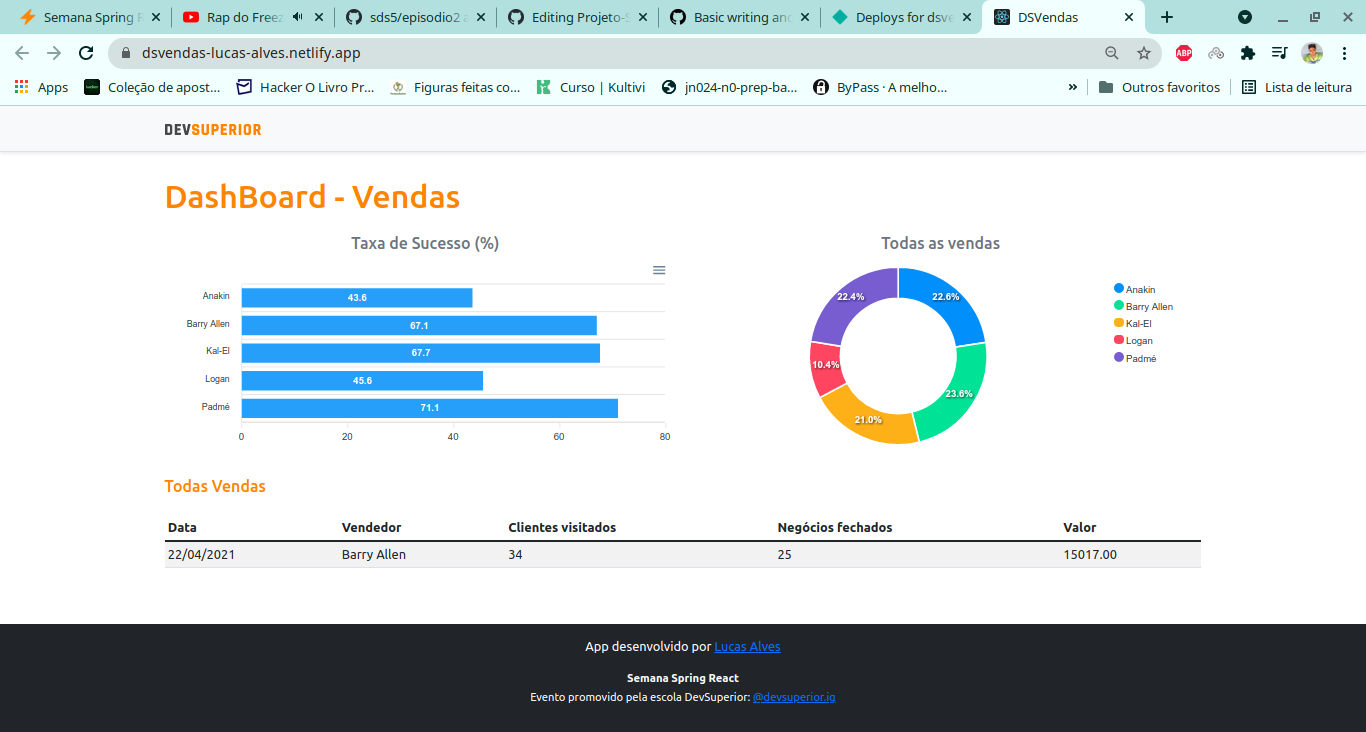 Semana Spring R
Rap do Freez
sds5/episodio2 a
Editing Projeto-S
Basic writing and
Deploys for dsve
DSVendas
dsvendas-lucas-alves.netlify.app
ABP
Apps
Coleção de apost...
Hacker O Livro Pr...
Figuras feitas co...
Curso | Kultivi
jn024-n0-prep-ba...
ByPass · A melho...
»
Outros favoritos
Lista de leitura
DEVSUPERIOR
DashBoard - Vendas
Taxa de Sucesso (%)
Anakin 43.6
Barry Allen 67.1
Kal-El 67.7
Logan 45.6
Padmé 71.1
0 20 40 60 80
Todas as vendas
22.4% 22.6%
10.4%
23.6%
21.0%
Anakin
Barry Allen
Kal-El
Logan
Padmé
Todas Vendas
Data Vendedor Clientes visitados Negócios fechados Valor
22/04/2021 Barry Allen 34 25 15017.00
App desenvolvido por Lucas Alves
Semana Spring React
Evento promovido pela escola DevSuperior: @devsuperior.ig